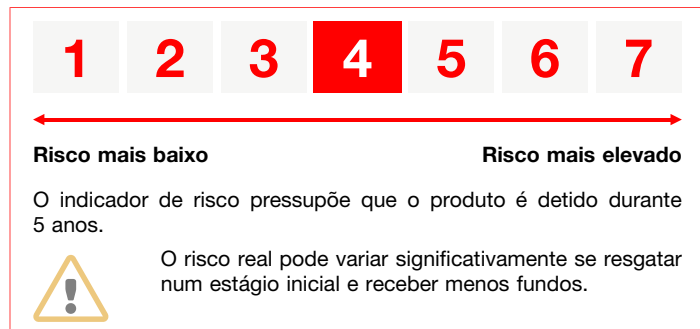 1 2 3 4 5 6 7
Risco mais baixo Risco mais elevado
O indicador de risco pressupõe que o produto é detido durante
5 anos.
O risco real pode variar significativamente se resgatar
num estágio inicial e receber menos fundos.